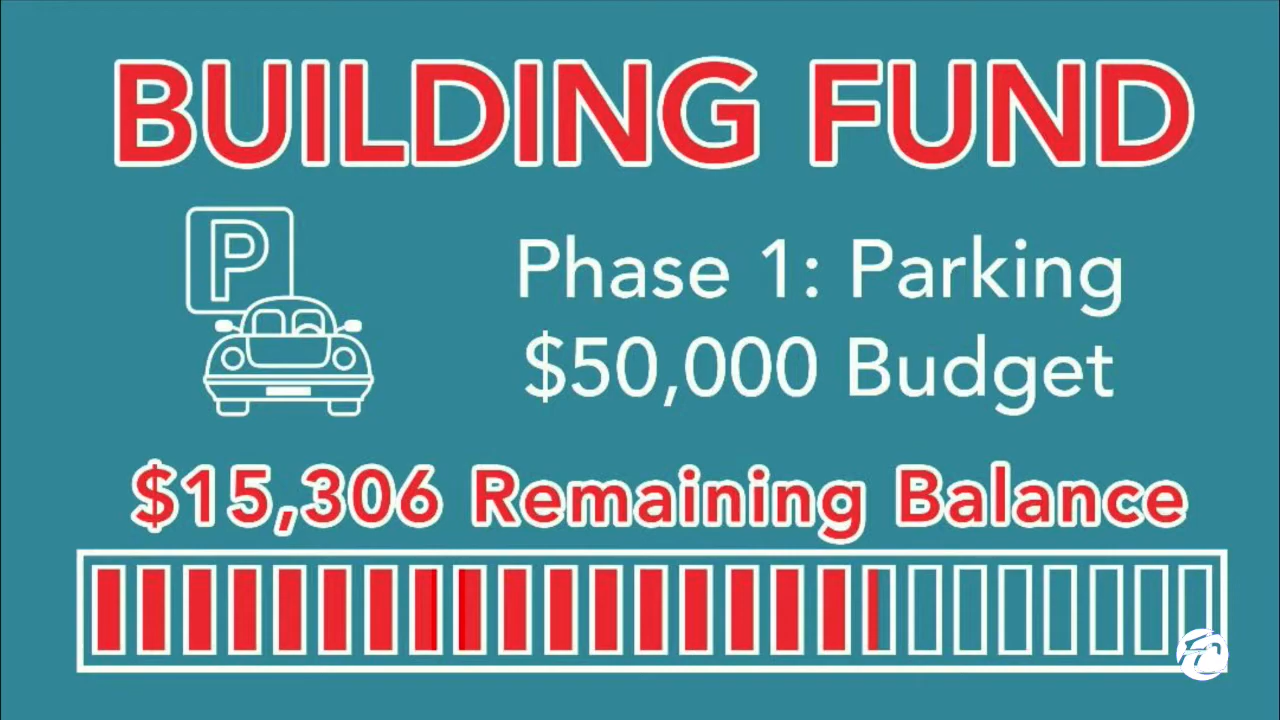 BUILDING FUND
P
Phase 1: Parking
$50,000 Budget
$15,306 Remaining Balance